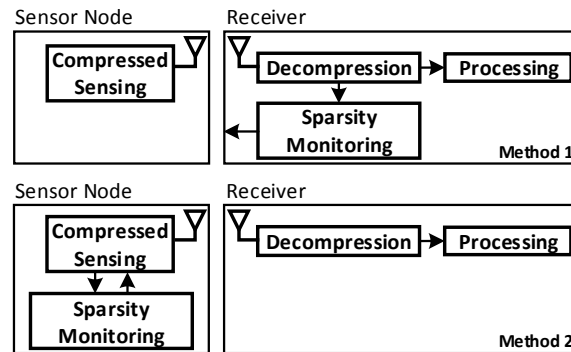 Sensor Node
Receiver
Compressed
Sensing
Decompression
Processing
Sparsity
Monitoring
Method 1
Sensor Node
Receiver
Compressed
Sensing
Decompression
Processing
Sparsity
Monitoring
Method 2